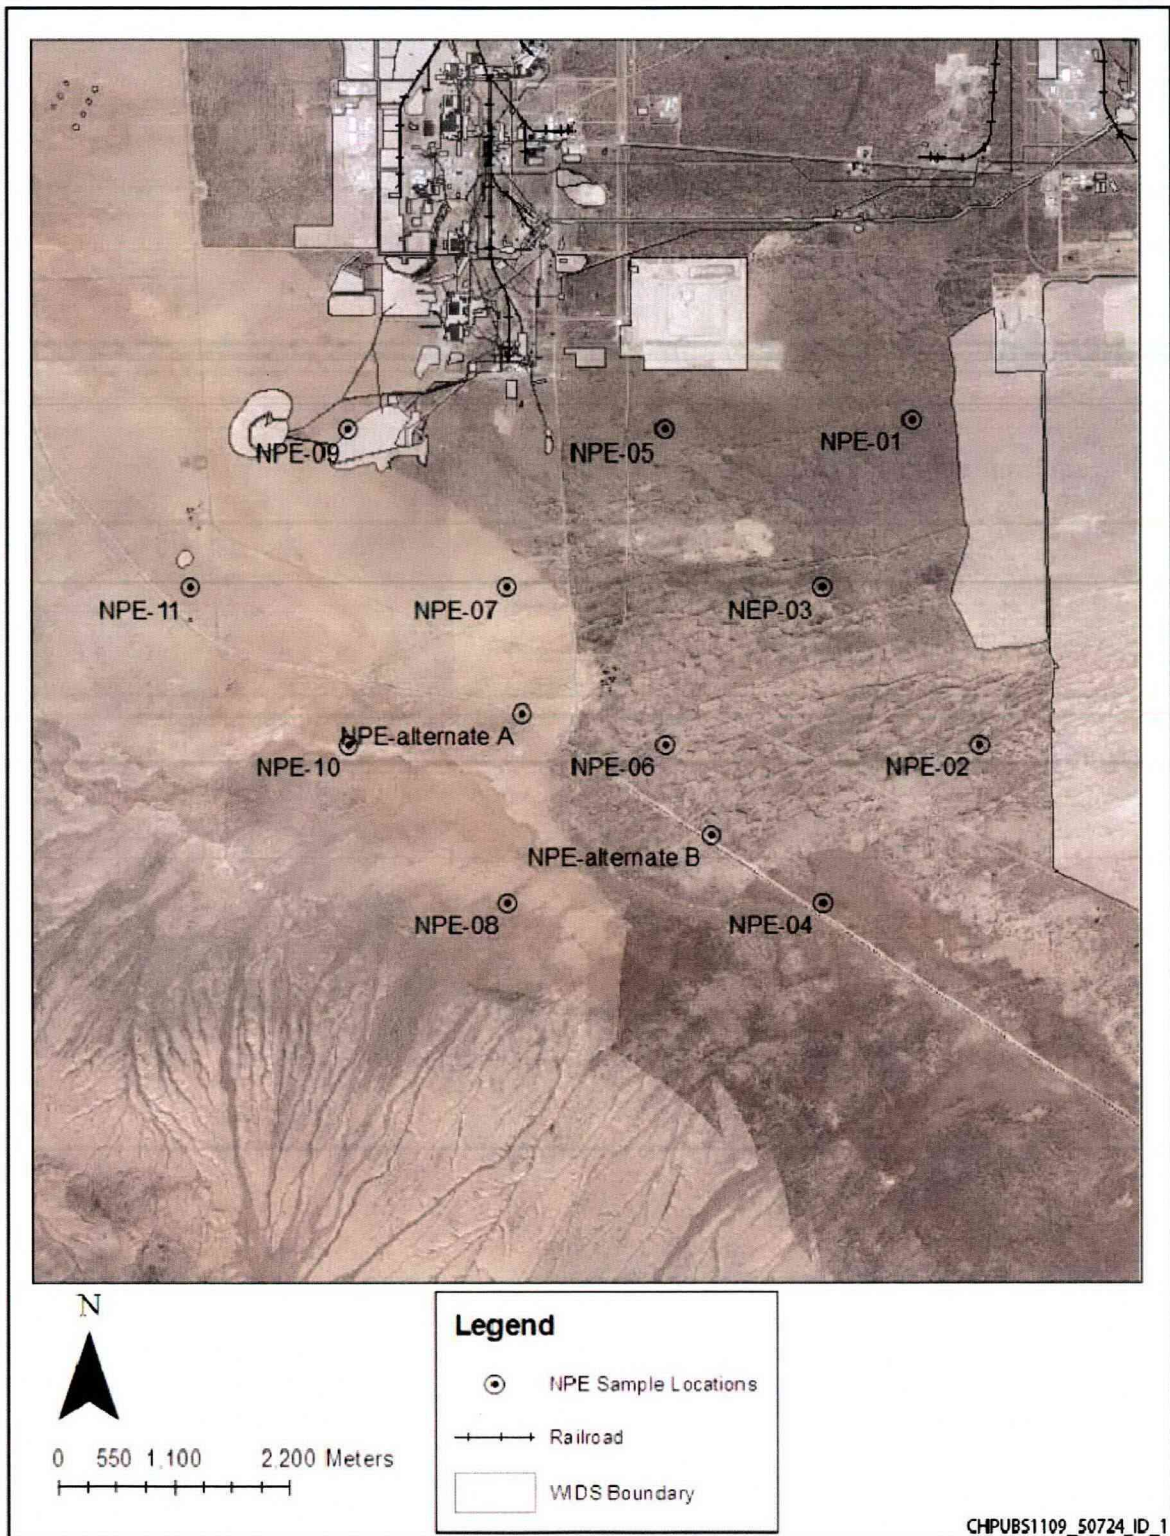 NPE-01
NPE-09
NPE-05
NPE-11
NPE-07
NEP-03
NPE-alternate A
NPE-10
NPE-06
NPE-02
NPE-alternate B
NPE-08
NPE-04
N
0 550 1,100 2,200 Meters
Legend
NPE Sample Locations
Railroad
WIDS Boundary
CHPUBS1109_50724_ID_1